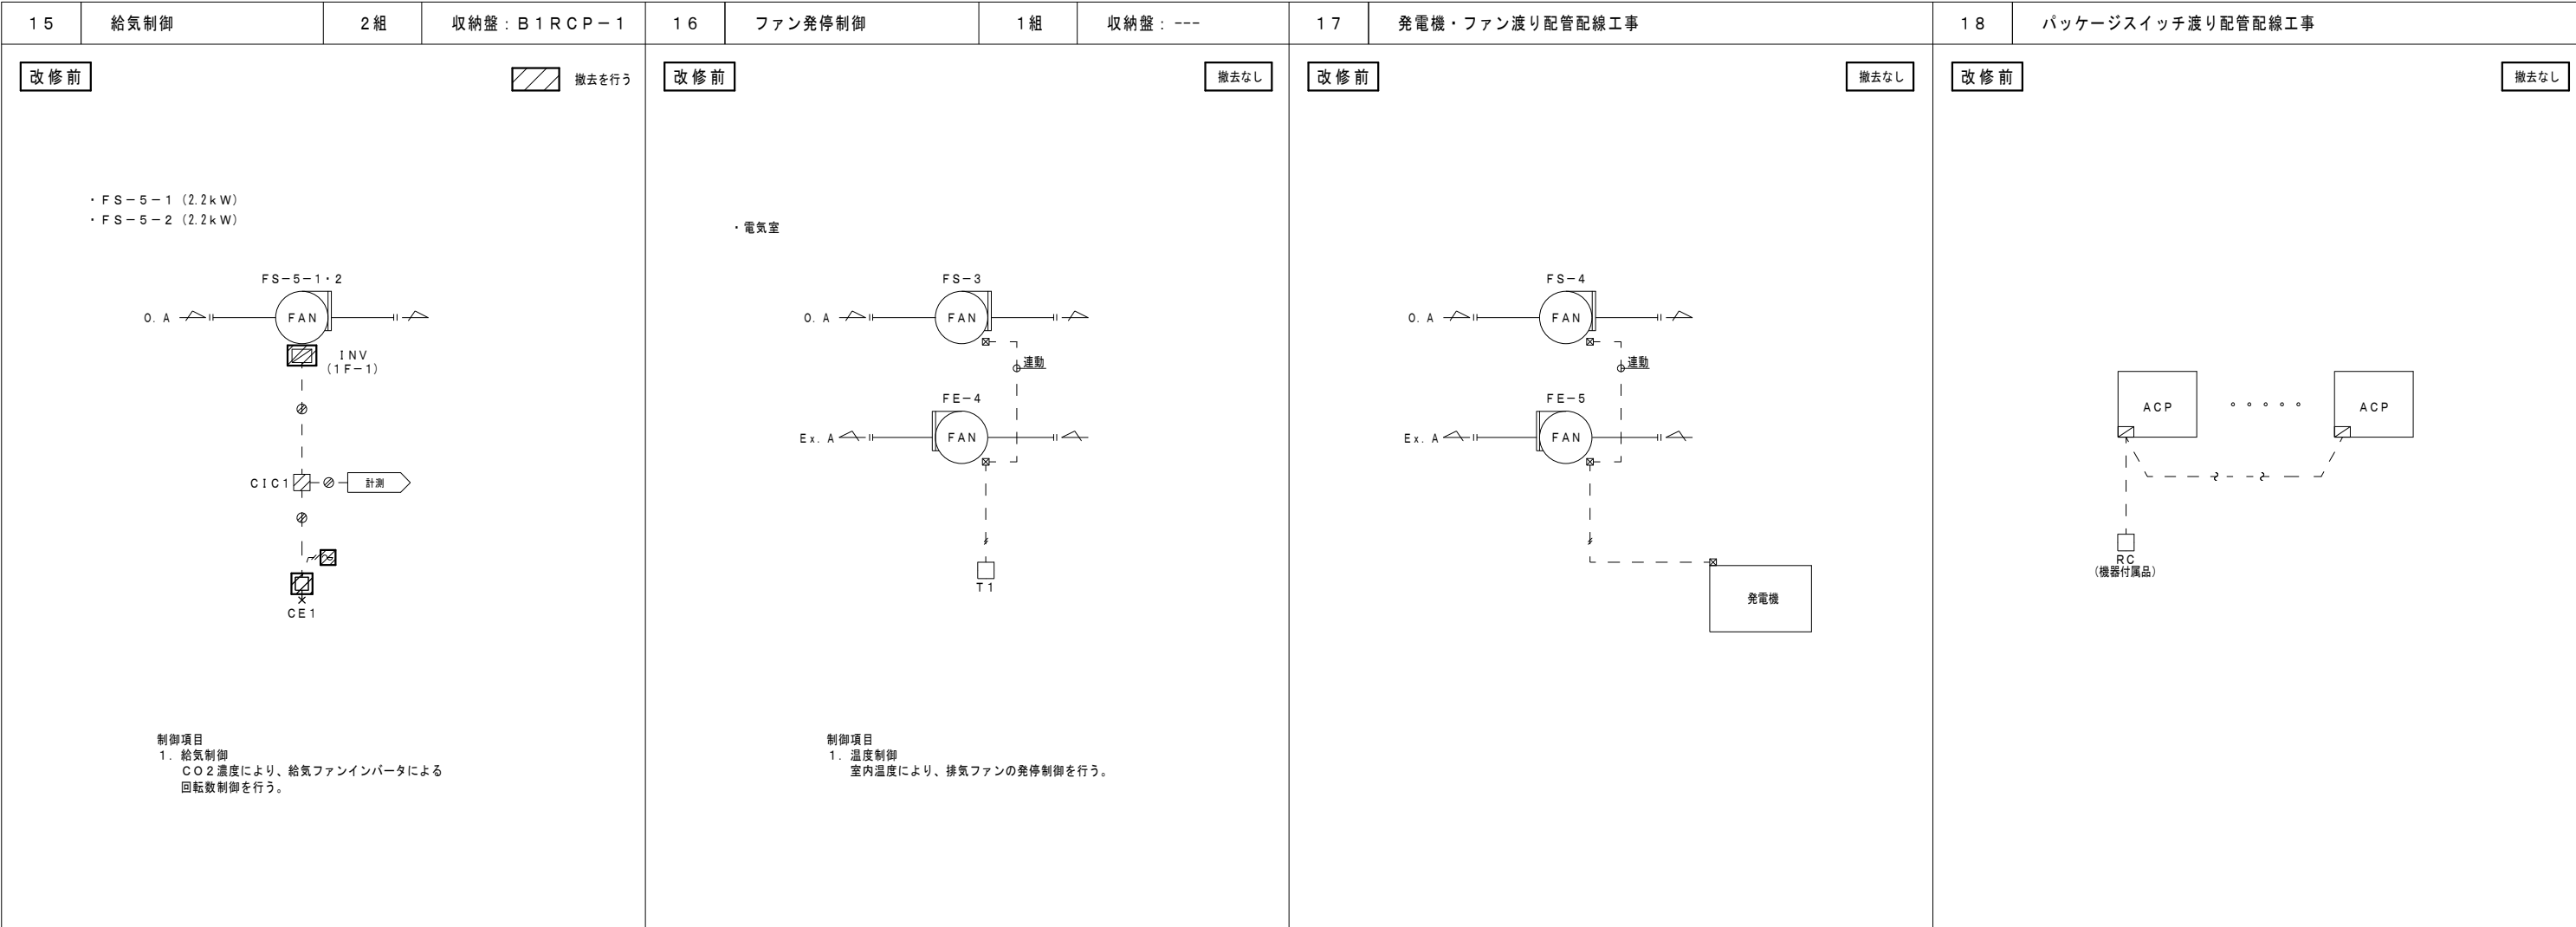 15 給気制御 2組 収納盤：B1RCP−1
改修前
撤去を行う
・FS−5−1（2.2kW）
・FS−5−2（2.2kW）
FS−5−1・2
O.A
FAN
INV
(1F−1)
CIC1
計測
CE1
制御項目
1．給気制御
CO2濃度により、給気ファンインバータによる
回転数制御を行う。
16 ファン発停制御 1組 収納盤：---
改修前
撤去なし
・電気室
FS−3
O.A
FAN
連動
FE−4
Ex.A
FAN
T1
制御項目
1．温度制御
室内温度により、排気ファンの発停制御を行う。
17 発電機・ファン渡り配管配線工事
改修前
撤去なし
FS−4
O.A
FAN
連動
FE−5
Ex.A
FAN
発電機
18 パッケージスイッチ渡り配管配線工事
改修前
撤去なし
ACP
ACP
RC
（機器付属品）